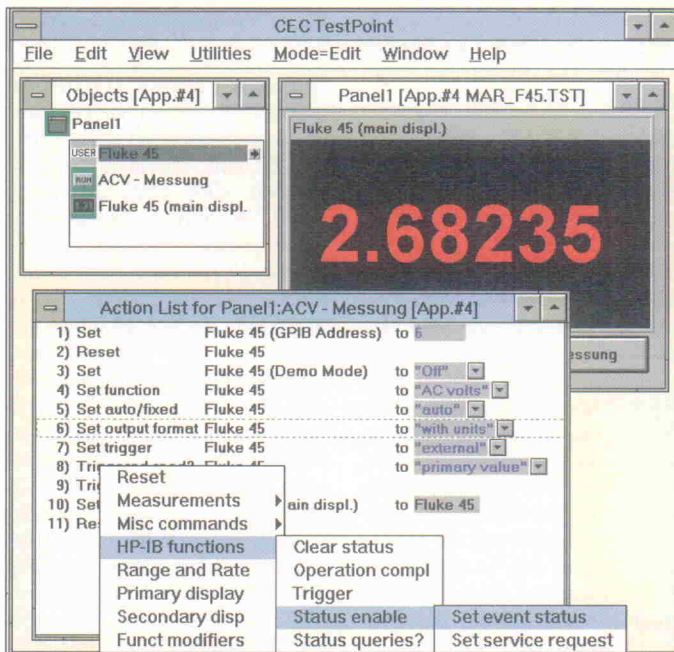 CEC TestPoint
File Edit View Utilities Mode=Edit Window Help
Objects [App.#4]
Panel1
USER Fluke 45
RUN ACV - Messung
Fluke 45 (main displ.
Panel1 [App.#4 MAR_F45.TST]
Fluke 45 (main displ.)
2.68235
essung
Action List for Panel1:ACV - Messung [App.#4]
1) Set Fluke 45 (GPIB Address) to 6
2) Reset Fluke 45
3) Set Fluke 45 (Demo Mode) to "Off"
4) Set function Fluke 45 to "AC volts"
5) Set auto/fixed Fluke 45 to "auto"
6) Set output format Fluke 45 to "with units"
7) Set trigger Fluke 45 to "external"
8) to "primary value"
9) Tri
10) Set ain displ.) to Fluke 45
11) Re
Reset
Measurements
Misc commands
HP-IB functions
Range and Rate
Primary display
Secondary disp
Funct modifiers
Clear status
Operation compl
Trigger
Status enable
Status queries?
Set event status
Set service request